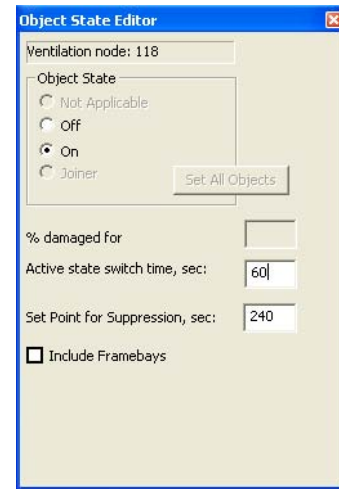 Object State Editor
Ventilation node: 118
Object State
Not Applicable
Off
On
Joiner
Set All Objects
% damaged for
Active state switch time, sec: 60
Set Point for Suppression, sec: 240
Include Framebays